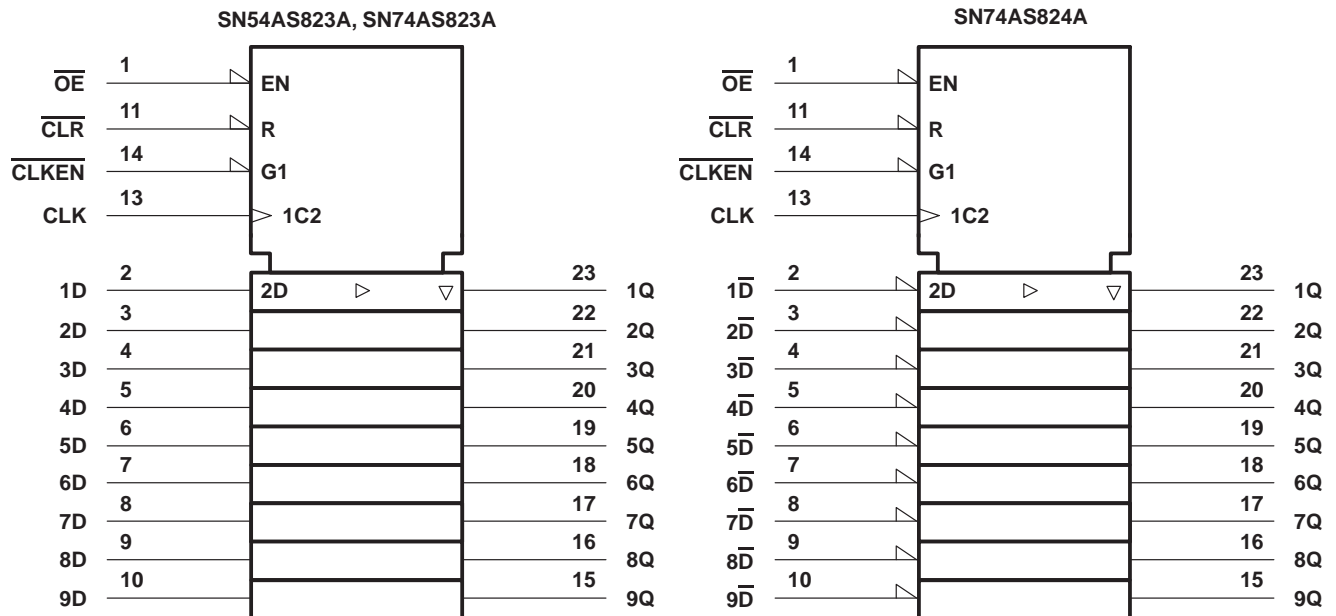 SN54AS823A, SN74AS823A
OE 1 EN
CLR 11 R
CLKEN 14 G1
CLK 13 1C2
1D 2 2D 23 1Q
2D 3 22 2Q
3D 4 21 3Q
4D 5 20 4Q
5D 6 19 5Q
6D 7 18 6Q
7D 8 17 7Q
8D 9 16 8Q
9D 10 15 9Q
SN74AS824A
OE 1 EN
CLR 11 R
CLKEN 14 G1
CLK 13 1C2
1D 2 2D 23 1Q
2D 3 22 2Q
3D 4 21 3Q
4D 5 20 4Q
5D 6 19 5Q
6D 7 18 6Q
7D 8 17 7Q
8D 9 16 8Q
9D 10 15 9Q